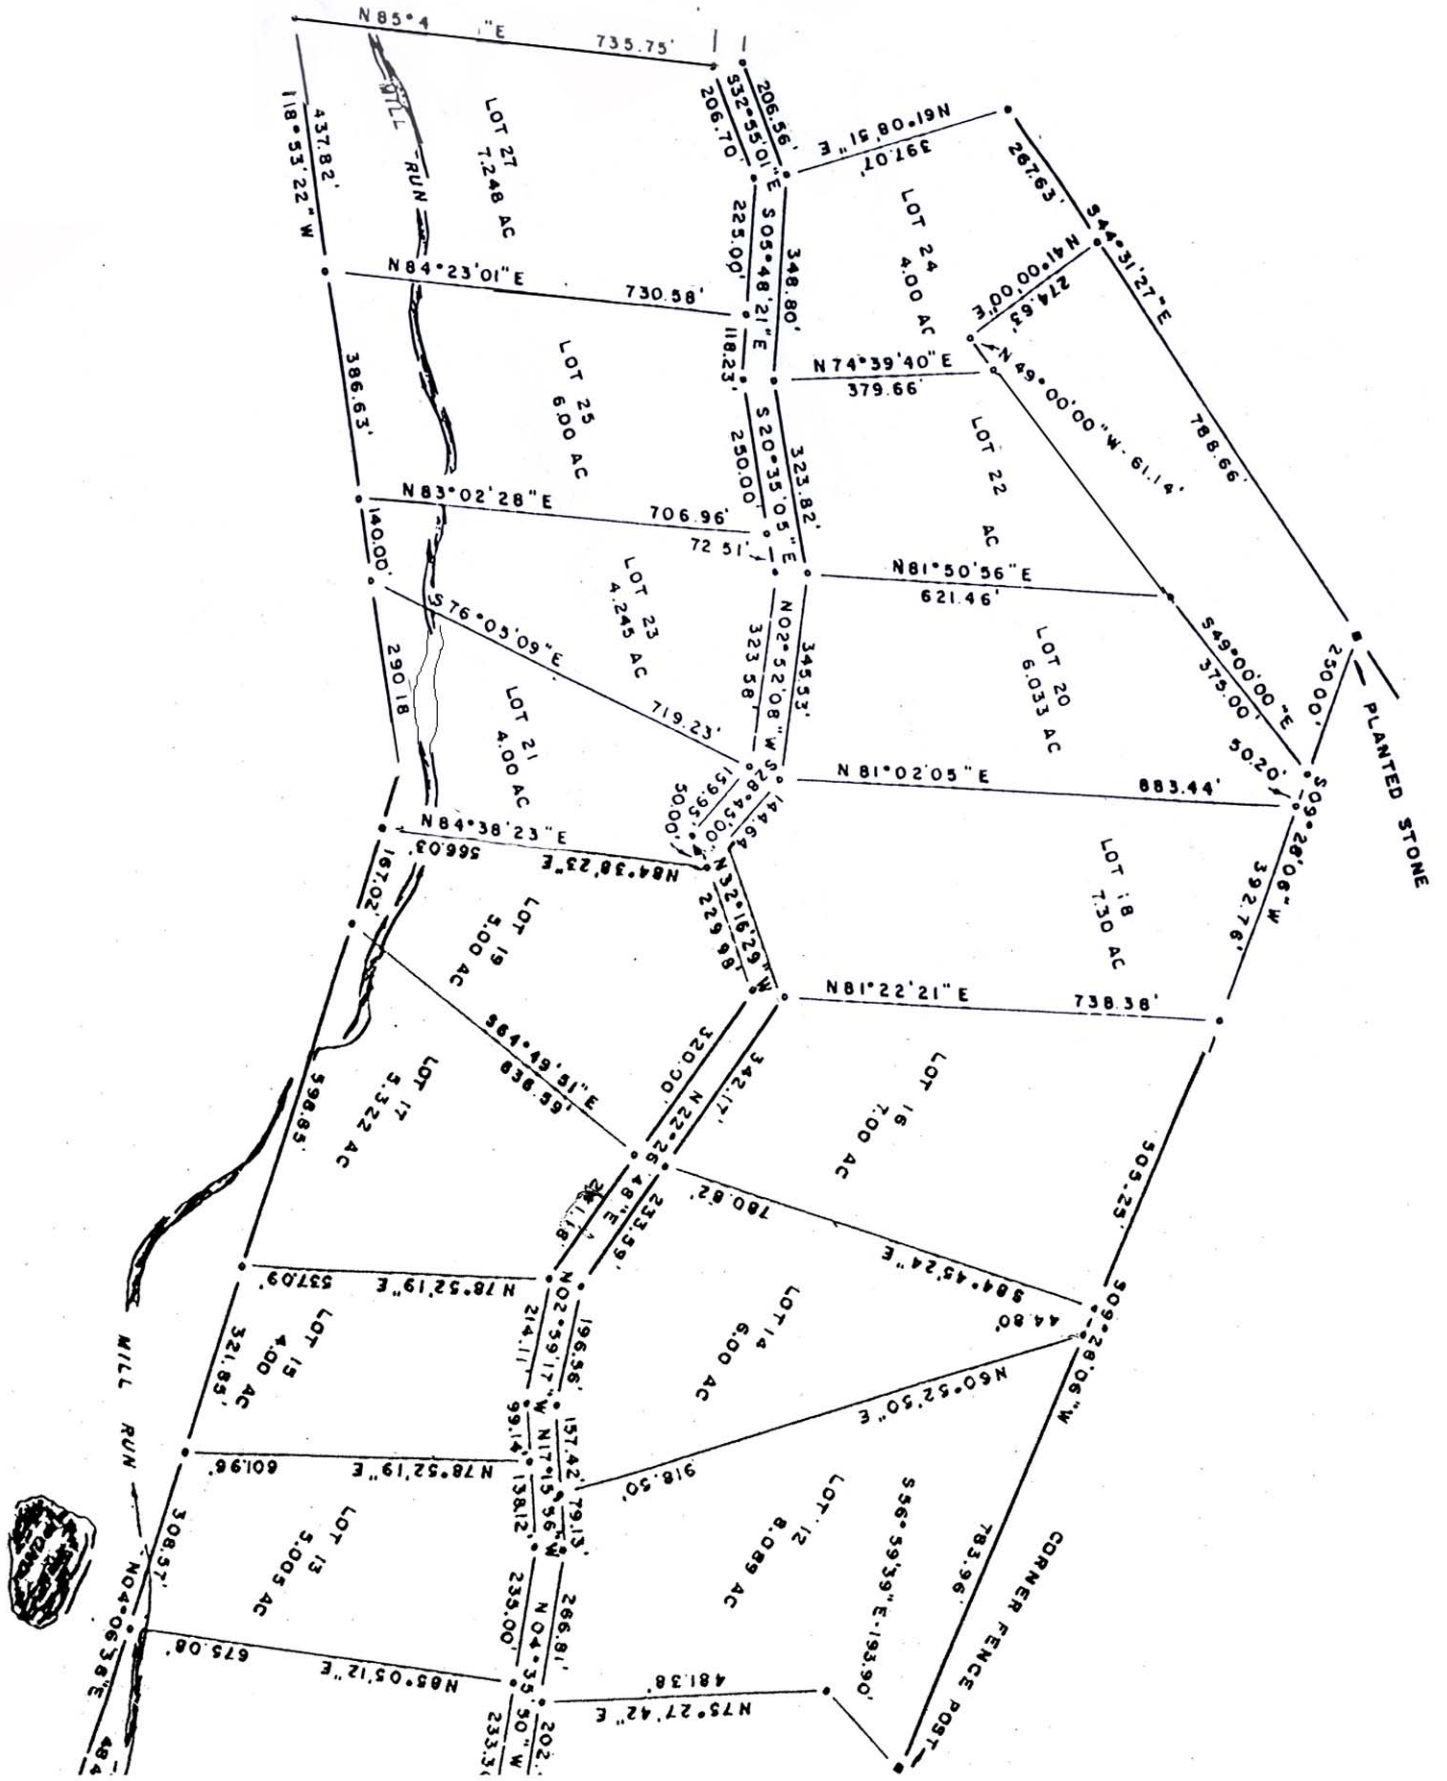 N 85°4 "E
735.75'
437.82'
118°53'22" W
MILL RUN
LOT 27
7.248 AC
206.56'
S32°55'01"E
206.70'
N61°08'51"E
397.07'
267.63'
S44°31'27"E
788.66'
LOT 24
4.00 AC
N41°00'00"E
274.63'
N49°00'00"W - 61.14'
225.00'
S05°48'21"E
348.80'
118.23'
N84°23'01"E
730.58'
N74°39'40"E
379.66'
386.63'
LOT 25
6.00 AC
250.00'
S20°35'05"E
323.82'
LOT 22
AC
N83°02'28"E
706.96'
72 51'
140.00'
LOT 23
4.245 AC
S76°05'09"E
719.23'
N81°50'56"E
621.46'
N02°52'08"W
323 58'
345.53'
LOT 20
6.033 AC
S49°00'00"E
375.00'
250.00'
PLANTED STONE
50.20'
290.18
LOT 21
4.00 AC
S28°45'00"
159.95'
144.64
50.00'
N81°02'05"E
883.44'
S09°28'06"W
392.76'
LOT 18
7.30 AC
N84°38'23"E
N84°38'23"E
566.03'
167.02'
N32°16'29"W
229.98'
LOT 19
5.00 AC
N81°22'21"E
738.38'
S64°49'51"E
636.59'
320.00'
342.17'
N22°26 48"E
LOT 17
5.322 AC
598.85'
LOT 16
7.00 AC
505.25'
233.59'
780.82'
S84°45'24"E
44.80'
S09°28'06"W
N78°52'19"E
537.09'
N02°59'17"W
214.11'
196.56'
LOT 15
4.00 AC
321.85'
LOT 14
6.00 AC
N60°52'50"E
918.50'
MILL RUN
99.14'
N17°15'56"W
157.42'
138.12'
79.13'
N78°52'19"E
601.96'
308.57'
LOT 13
5.005 AC
LOT 12
8.089 AC
S56°59'39"E-193.90'
783.96'
CORNER FENCE POST
N04°06'38"E
484
N85°05'12"E
675.08'
235.00'
N04°35'50"W
266.81'
N75°27'42"E
481.38'
233.3
202.